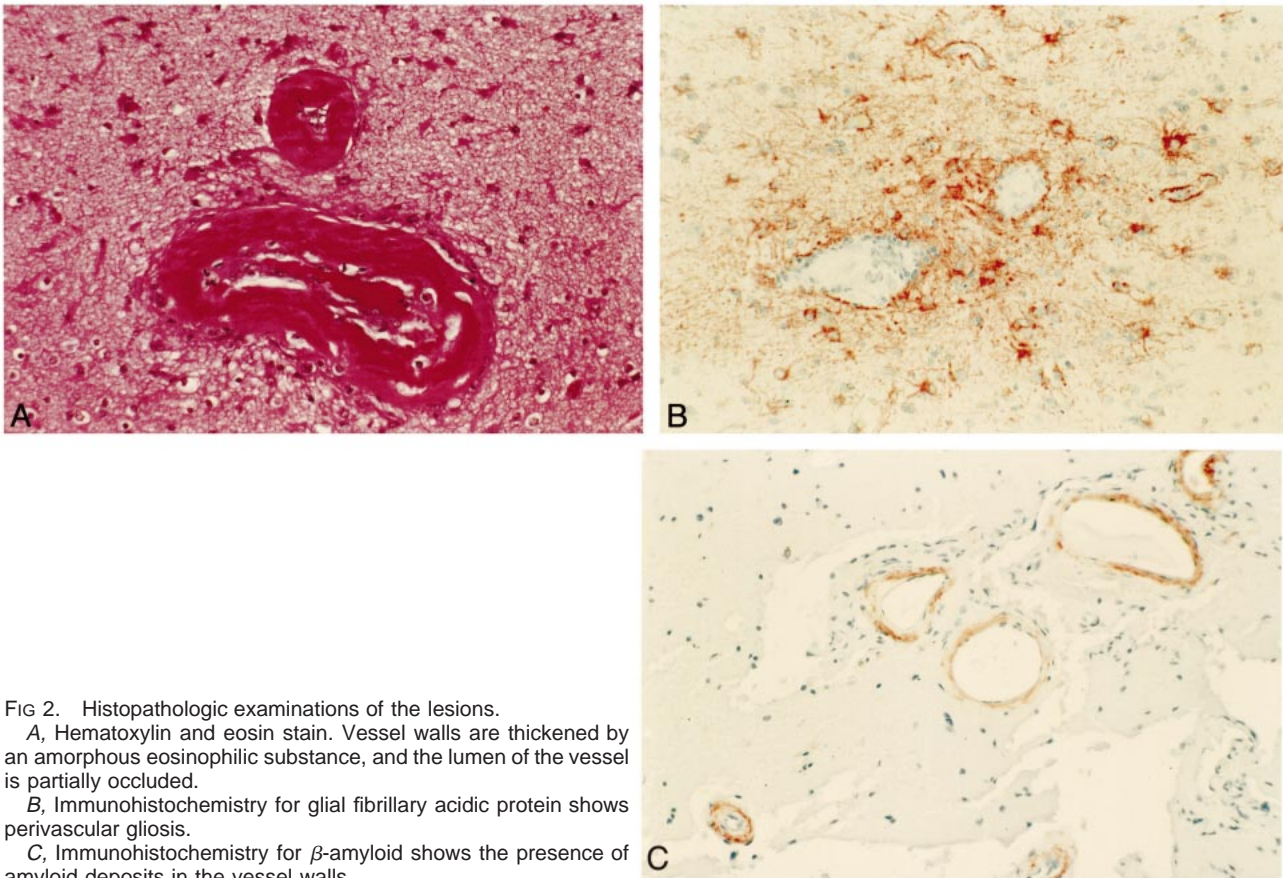 A
B
C
FIG 2. Histopathologic examinations of the lesions.
A, Hematoxylin and eosin stain. Vessel walls are thickened by
an amorphous eosinophilic substance, and the lumen of the vessel
is partially occluded.
B, Immunohistochemistry for glial fibrillary acidic protein shows
perivascular gliosis.
C, Immunohistochemistry for β-amyloid shows the presence of
amyloid deposits in the vessel walls.